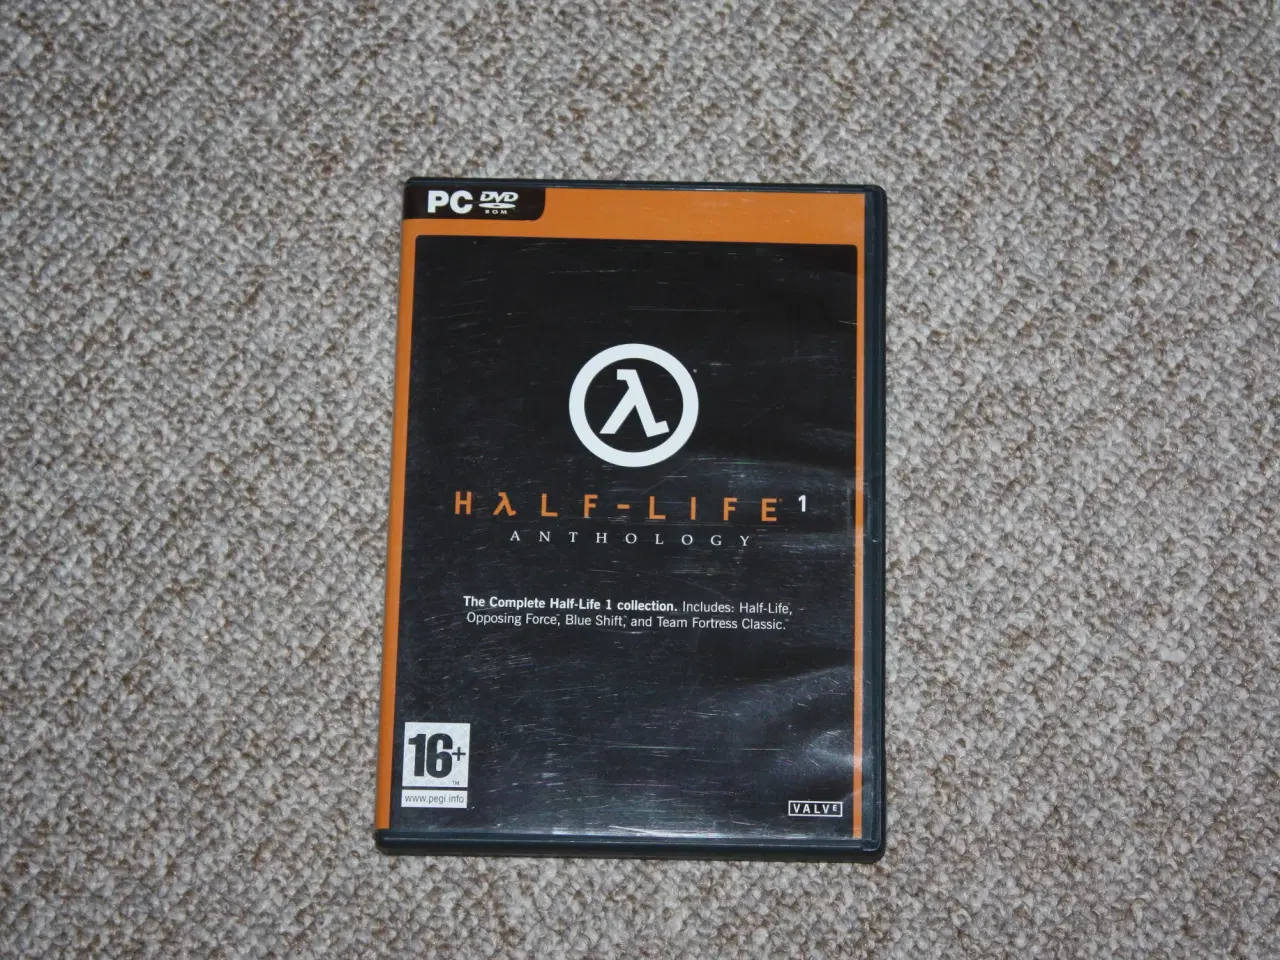 PC DVD
ROM
λ
HλLF-LIFE® 1
ANTHOLOGY
The Complete Half-Life 1 collection. Includes: Half-Life,
Opposing Force, Blue Shift, and Team Fortress Classic.
16+
™
www.pegi.info
VALVE